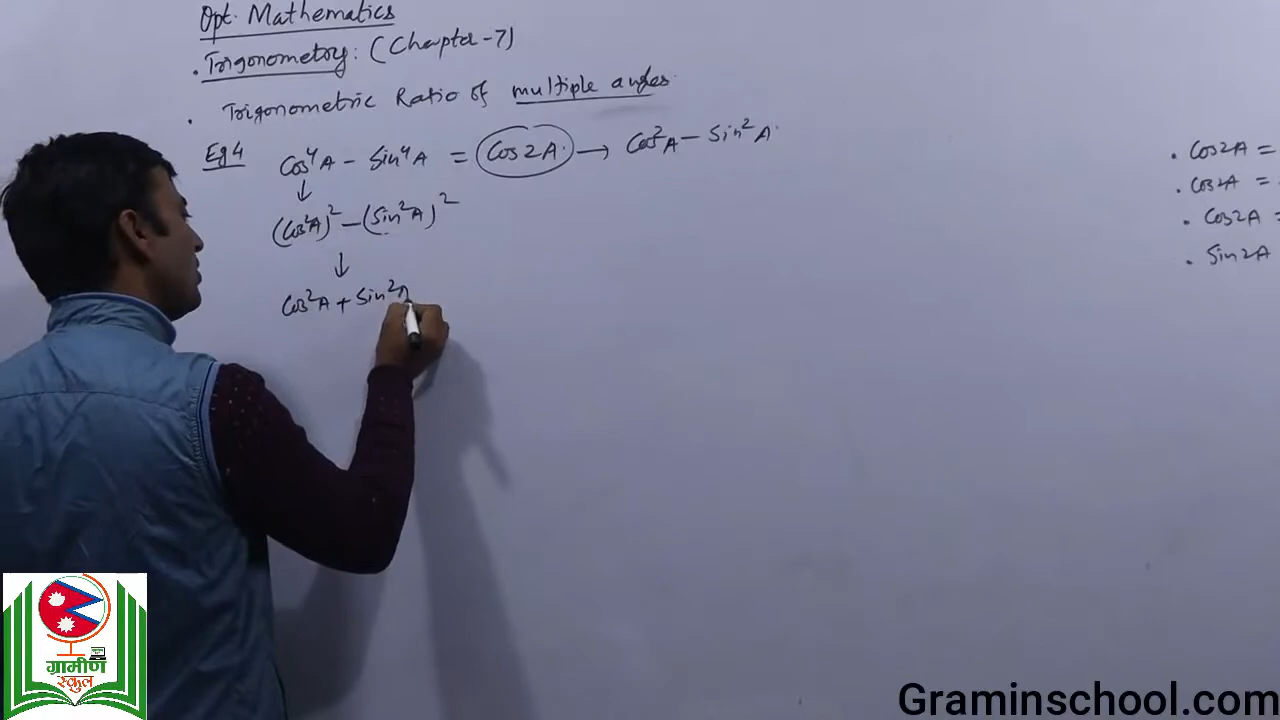 Opt. Mathematics
. Trigonometry: (Chapter-7)
. Trigonometric Ratio of multiple angles.
Eg 4 Cos⁴A - Sin⁴A = Cos2A. → Cos²A - Sin²A.
↓
(Cos²A)² - (Sin²A)²
↓
Cos²A + Sin²A
. Cos2A =
. Cos2A =
. Cos2A =
. Sin2A
ग्रामीण
स्कुल
Graminschool.com